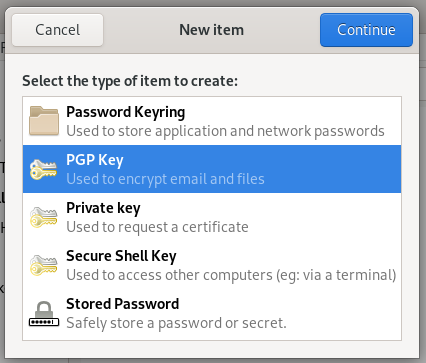 Cancel New item Continue
Select the type of item to create:
Password Keyring
Used to store application and network passwords
PGP Key
Used to encrypt email and files
Private key
Used to request a certificate
Secure Shell Key
Used to access other computers (eg: via a terminal)
Stored Password
Safely store a password or secret.